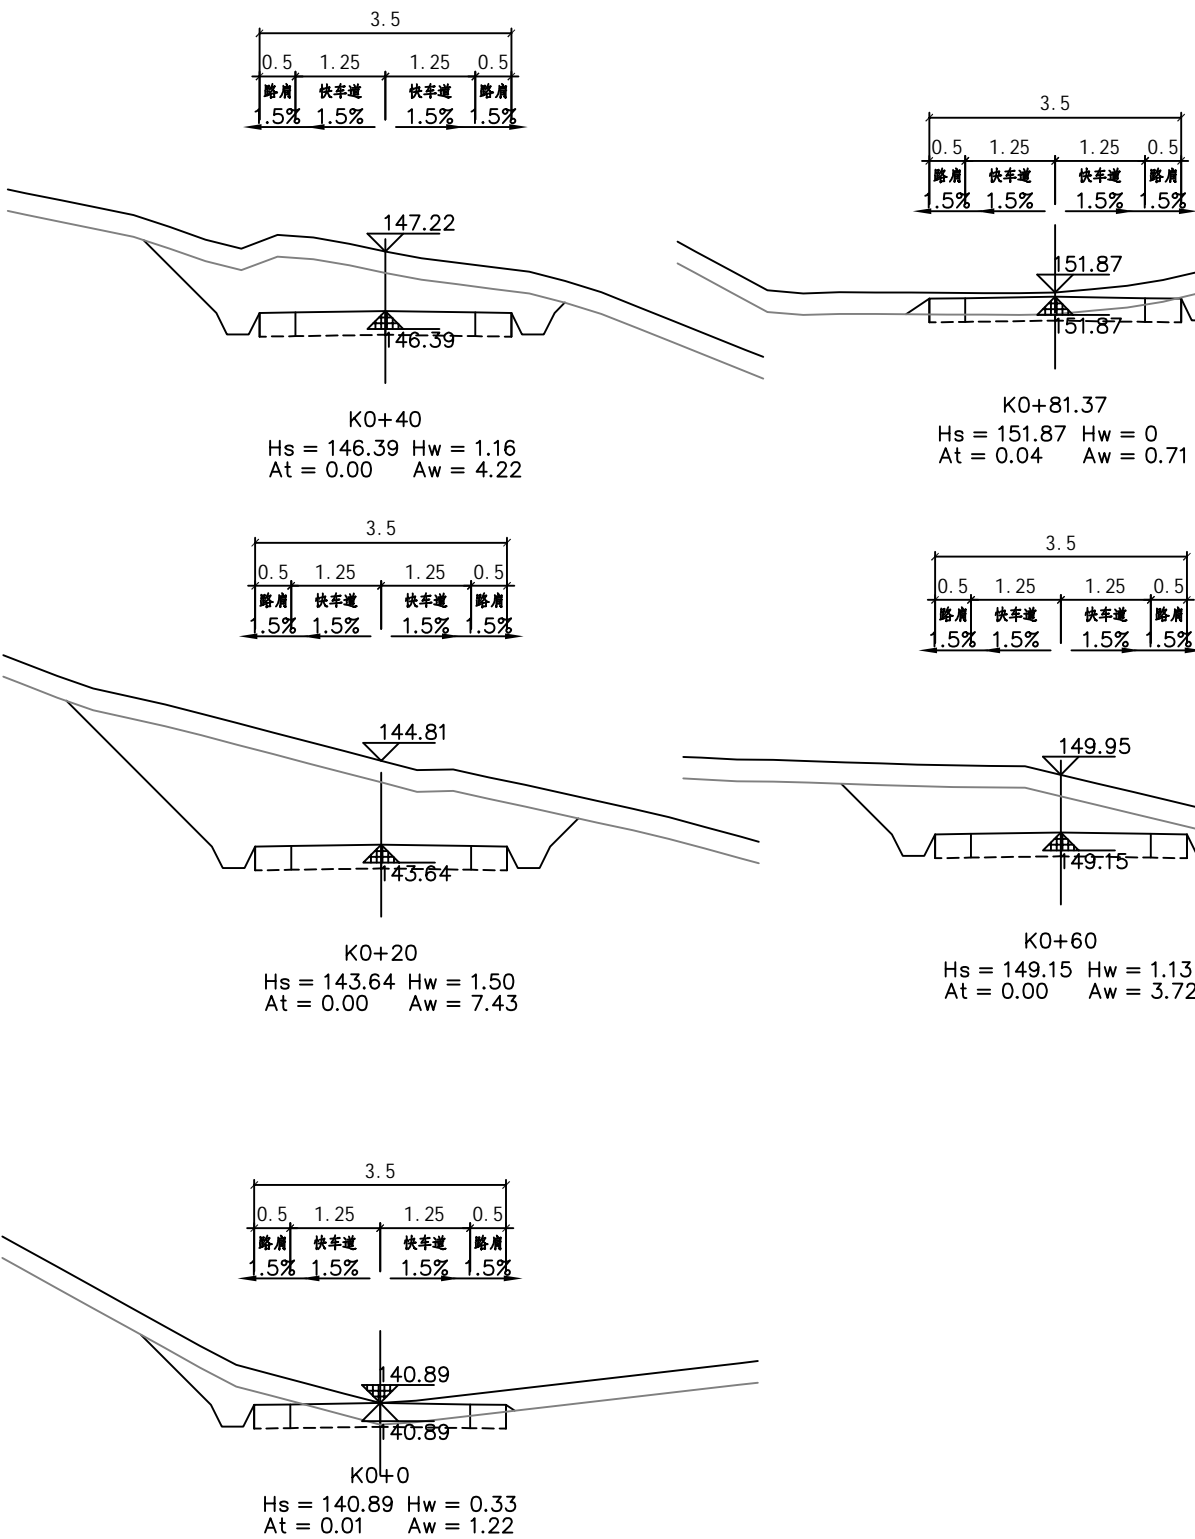 3.5
0.5 1.25 1.25 0.5
路肩 快车道 快车道 路肩
1.5% 1.5% 1.5% 1.5%
147.22
146.39
K0+40
Hs = 146.39 Hw = 1.16
At = 0.00 Aw = 4.22
3.5
0.5 1.25 1.25 0.5
路肩 快车道 快车道 路肩
1.5% 1.5% 1.5% 1.5%
151.87
151.87
K0+81.37
Hs = 151.87 Hw = 0
At = 0.04 Aw = 0.71
3.5
0.5 1.25 1.25 0.5
路肩 快车道 快车道 路肩
1.5% 1.5% 1.5% 1.5%
144.81
143.64
K0+20
Hs = 143.64 Hw = 1.50
At = 0.00 Aw = 7.43
3.5
0.5 1.25 1.25 0.5
路肩 快车道 快车道 路肩
1.5% 1.5% 1.5% 1.5%
149.95
149.15
K0+60
Hs = 149.15 Hw = 1.13
At = 0.00 Aw = 3.72
3.5
0.5 1.25 1.25 0.5
路肩 快车道 快车道 路肩
1.5% 1.5% 1.5% 1.5%
140.89
140.89
K0+0
Hs = 140.89 Hw = 0.33
At = 0.01 Aw = 1.22